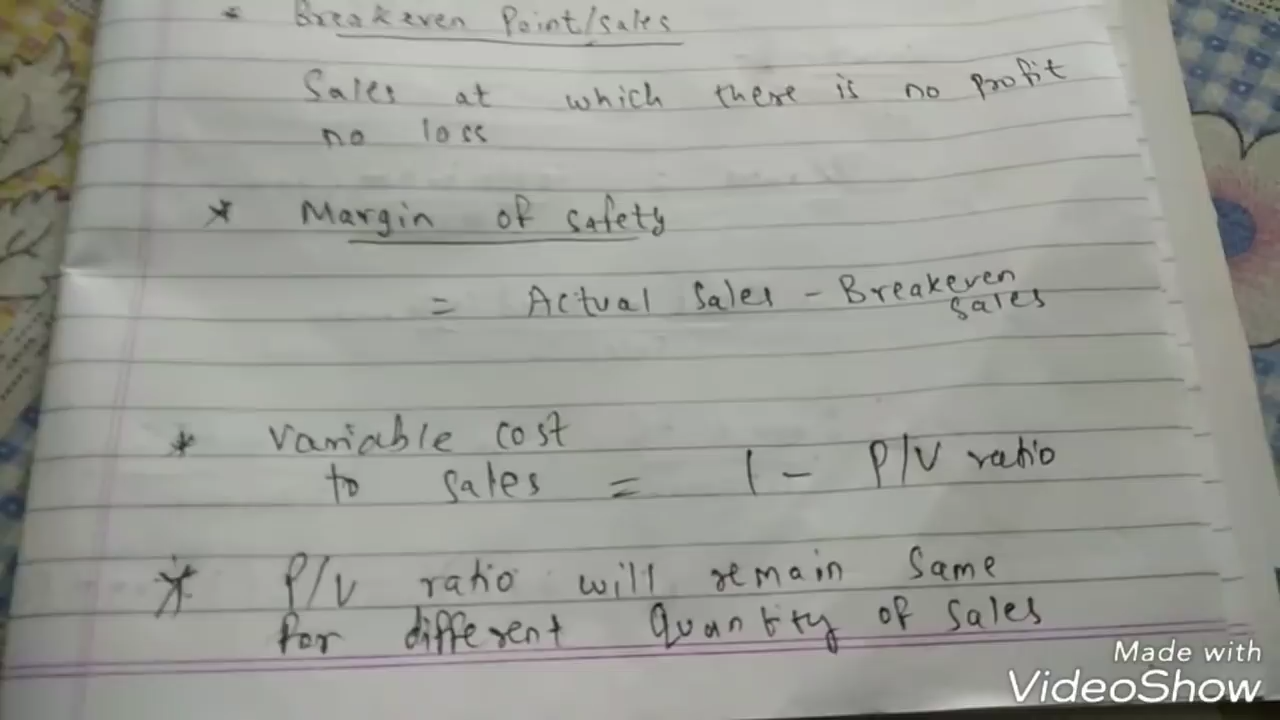 * Breakeven Point/sales
Sales at which there is no profit
no loss
* Margin of safety
= Actual Sales - Breakeven
sales
* Variable cost
to sales = 1 - P/V ratio
* P/V ratio will remain same
for different quantity of sales
Made with
VideoShow